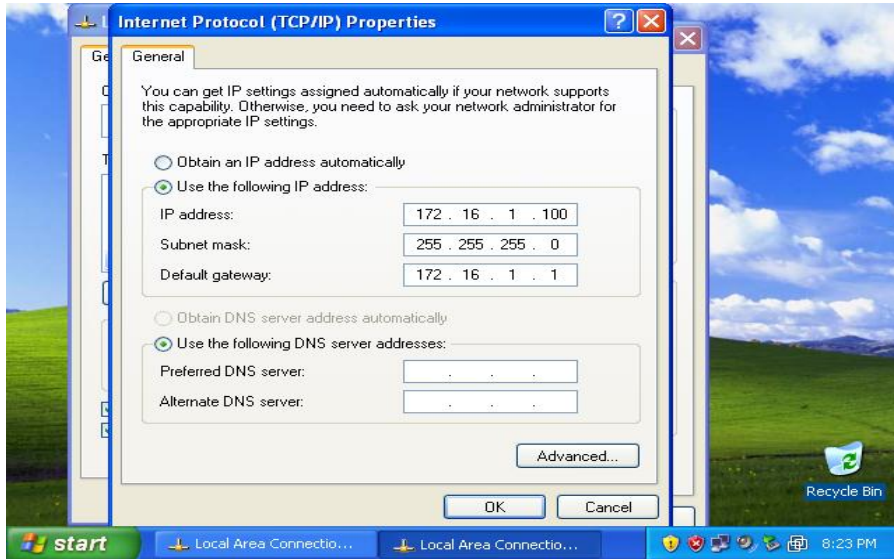 Internet Protocol (TCP/IP) Properties
General
You can get IP settings assigned automatically if your network supports
this capability. Otherwise, you need to ask your network administrator for
the appropriate IP settings.
Obtain an IP address automatically
Use the following IP address:
IP address: 172 . 16 . 1 . 100
Subnet mask: 255 . 255 . 255 . 0
Default gateway: 172 . 16 . 1 . 1
Obtain DNS server address automatically
Use the following DNS server addresses:
Preferred DNS server: . . .
Alternate DNS server: . . .
Advanced...
OK Cancel
Recycle Bin
start Local Area Connectio... Local Area Connectio... 8:23 PM